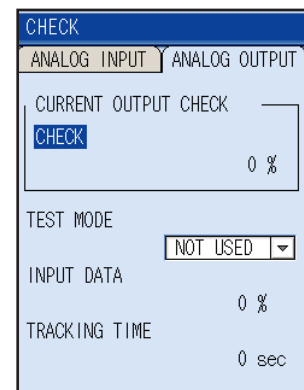 CHECK
ANALOG INPUT ANALOG OUTPUT
CURRENT OUTPUT CHECK
CHECK
0 %
TEST MODE
NOT USED
INPUT DATA
0 %
TRACKING TIME
0 sec